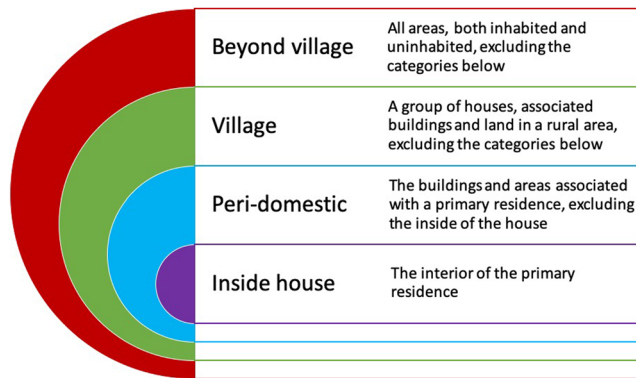 Beyond village
All areas, both inhabited and
uninhabited, excluding the
categories below
Village
A group of houses, associated
buildings and land in a rural area,
excluding the categories below
Peri-domestic
The buildings and areas associated
with a primary residence, excluding
the inside of the house
Inside house
The interior of the primary
residence